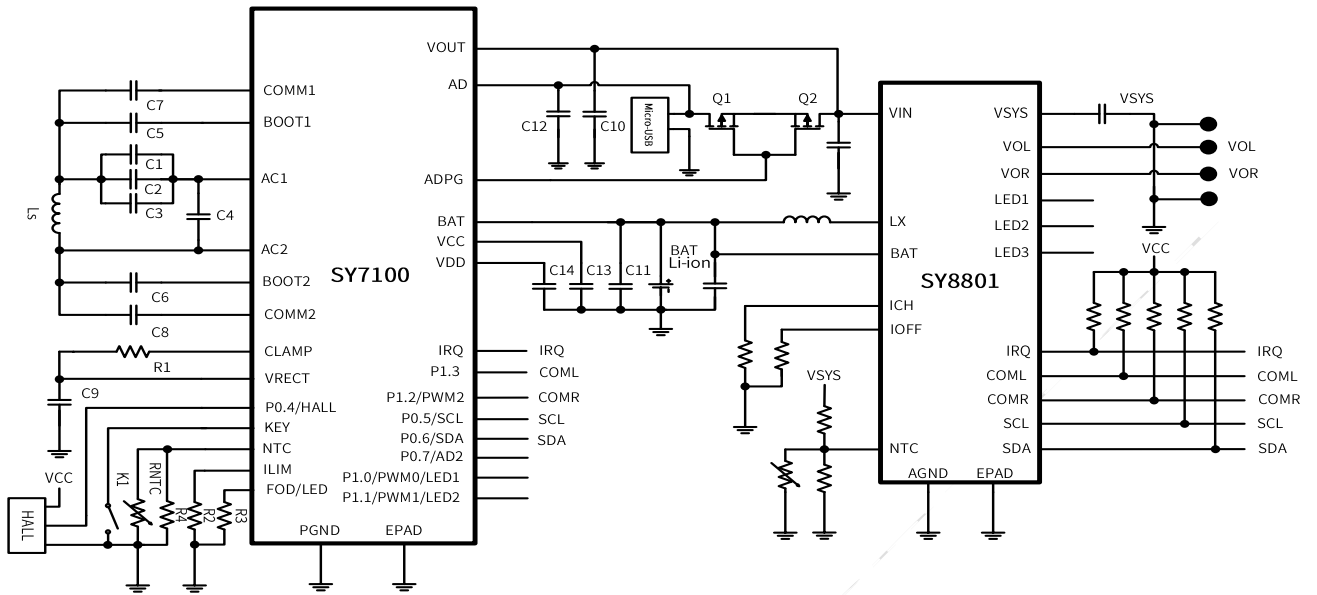 SY7100
VOUT
AD
ADPG
BAT
VCC
VDD
IRQ
P1.3
P1.2/PWM2
P0.5/SCL
P0.6/SDA
P0.7/AD2
P1.0/PWM0/LED1
P1.1/PWM1/LED2
COMM1
BOOT1
AC1
AC2
BOOT2
COMM2
CLAMP
VRECT
P0.4/HALL
KEY
NTC
ILIM
FOD/LED
PGND
EPAD
C7
C5
C1
C2
C3
C4
Ls
C6
C8
R1
C9
VCC
HALL
K1
RNTC
R4
R2
R3
C12
C10
Micro-USB
Q1
Q2
C14
C13
C11
BAT
Li-ion
IRQ
COML
COMR
SCL
SDA
VSYS
SY8801
VIN
LX
BAT
ICH
IOFF
NTC
VSYS
VOL
VOR
LED1
LED2
LED3
IRQ
COML
COMR
SCL
SDA
AGND
EPAD
VSYS
VOL
VOR
VCC
IRQ
COML
COMR
SCL
SDA